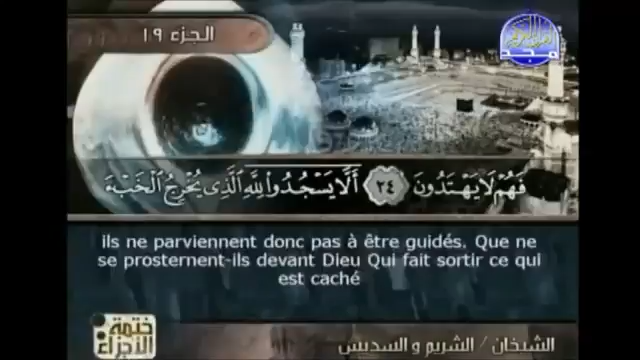 الجزء ١٩
المجد
فَهُمْ لَا يَهْتَدُونَ ٢٤ أَلَّا يَسْجُدُوا لِلَّهِ الَّذِي يُخْرِجُ الْخَبْءَ
ils ne parviennent donc pas à être guidés. Que ne
se prosternent-ils devant Dieu Qui fait sortir ce qui
est caché
ختمة
الأجزاء
الشيخان / الشريم و السديس